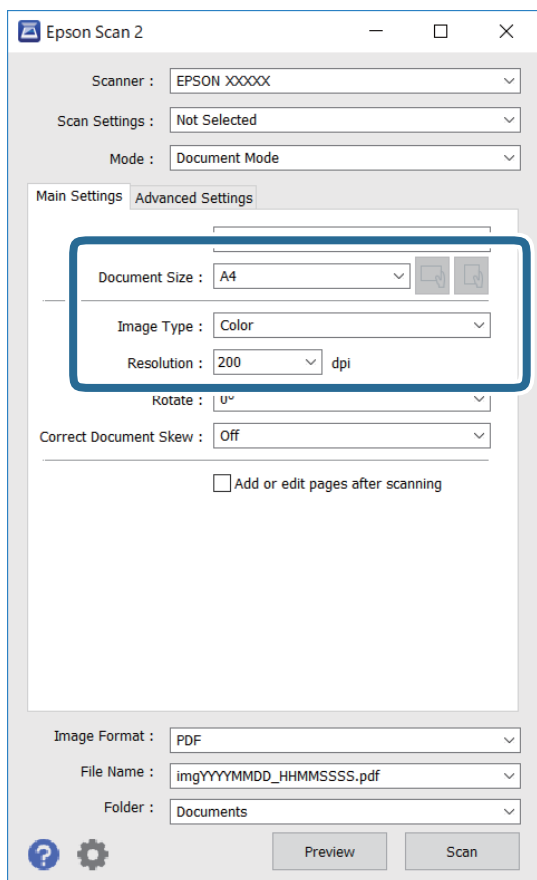 Epson Scan 2
Scanner : EPSON XXXXX
Scan Settings : Not Selected
Mode : Document Mode
Main Settings Advanced Settings
Document Size : A4
Image Type : Color
Resolution : 200 dpi
Rotate : 0º
Correct Document Skew : Off
Add or edit pages after scanning
Image Format : PDF
File Name : imgYYYYMMDD_HHMMSSSS.pdf
Folder : Documents
? Preview Scan